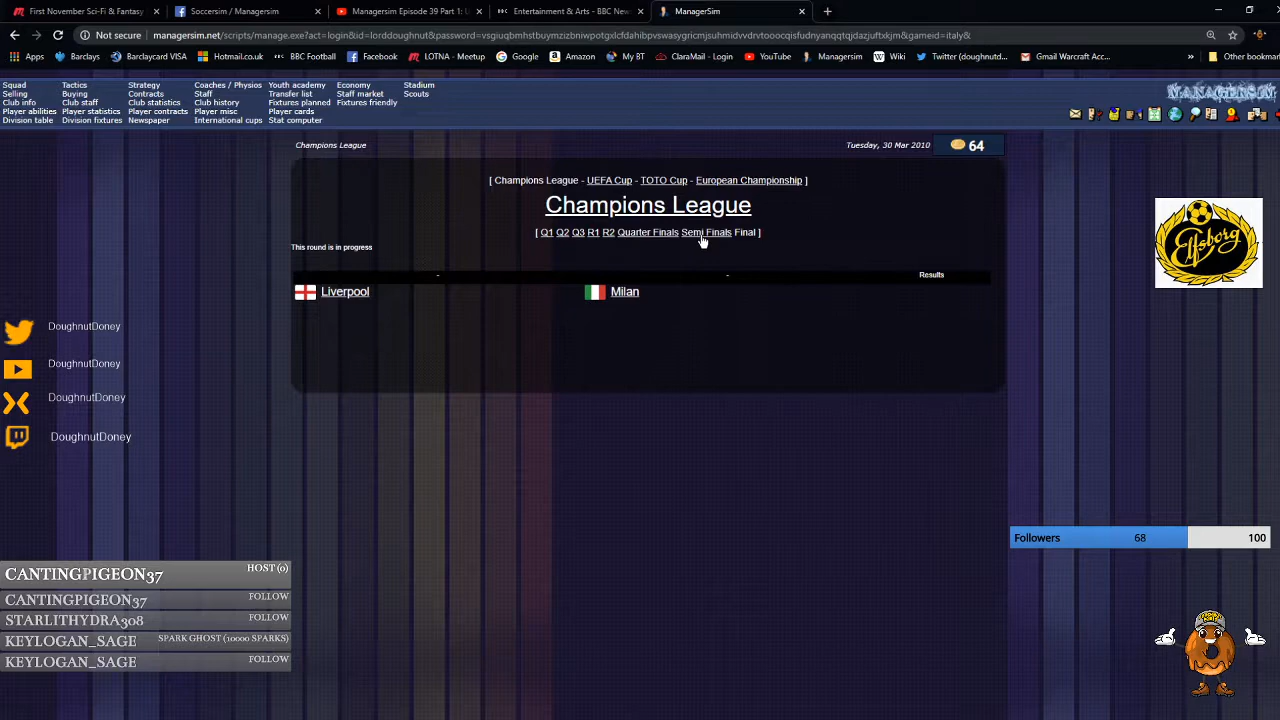 First November Sci-Fi & Fantasy
Soccersim / Managersim
Managersim Episode 39 Part 1: U
Entertainment & Arts - BBC New
ManagerSim
Not secure
managersim.net/scripts/manage.exe?act=login&id=lorddoughnut&password=
Apps
Barclays
BarclaycardVISA
Hotmail.co.uk
BBC Football
Facebook
LOTNA - Meetup
Google
Amazon
My BT
ClaraMail - Login
YouTube
Managersim
Wiki
Twitter (doughnutd...
Gmail Warcraft Acc...
Other bookmar
Squad
Tactics
Strategy
Coaches / Physios
Youth academy
Economy
Stadium
Selling
Buying
Contracts
Staff
Transfer list
Staff market
Scouts
Club info
Club staff
Club statistics
Club history
Fixtures planned
Fixtures friendly
Player abilities
Player statistics
Player contracts
Player misc
Player cards
Division table
Division fixtures
Newspaper
International cups
Stat computer
MANAGERSIM
Champions League
Tuesday, 30 Mar 2010
64
[ Champions League - UEFA Cup - TOTO Cup - European Championship ]
Champions League
[ Q1 Q2 Q3 R1 R2 Quarter Finals Semi Finals Final ]
This round is in progress
- - Results
Liverpool
Milan
Elfsborg
DoughnutDoney
DoughnutDoney
DoughnutDoney
DoughnutDoney
Followers 68 100
CANTINGPIGEON37 HOST (6)
CANTINGPIGEON37 FOLLOW
STARLITHYDRA308 FOLLOW
KEYLOGAN_SAGE SPARK GHOST (10000 SPARKS)
KEYLOGAN_SAGE FOLLOW